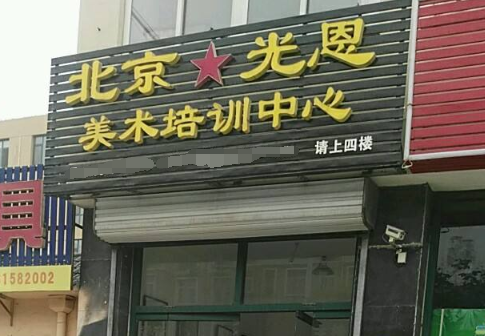 北京★光恩
美术培训中心
请上四楼
1582002